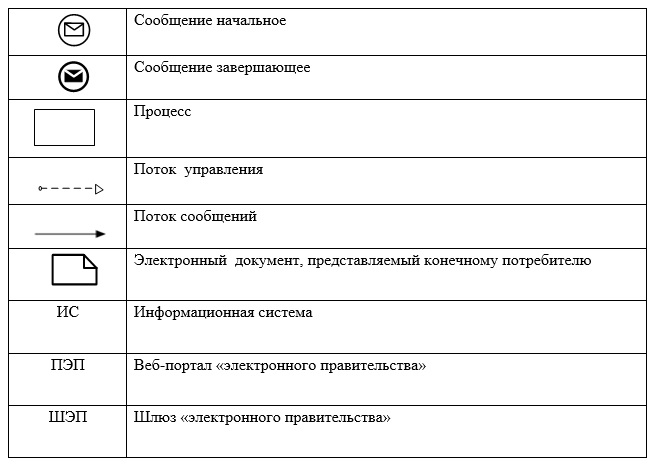 Сообщение начальное
Сообщение завершающее
Процесс
Поток управления
Поток сообщений
Электронный документ, представляемый конечному потребителю
ИС Информационная система
ПЭП Веб-портал «электронного правительства»
ШЭП Шлюз «электронного правительства»